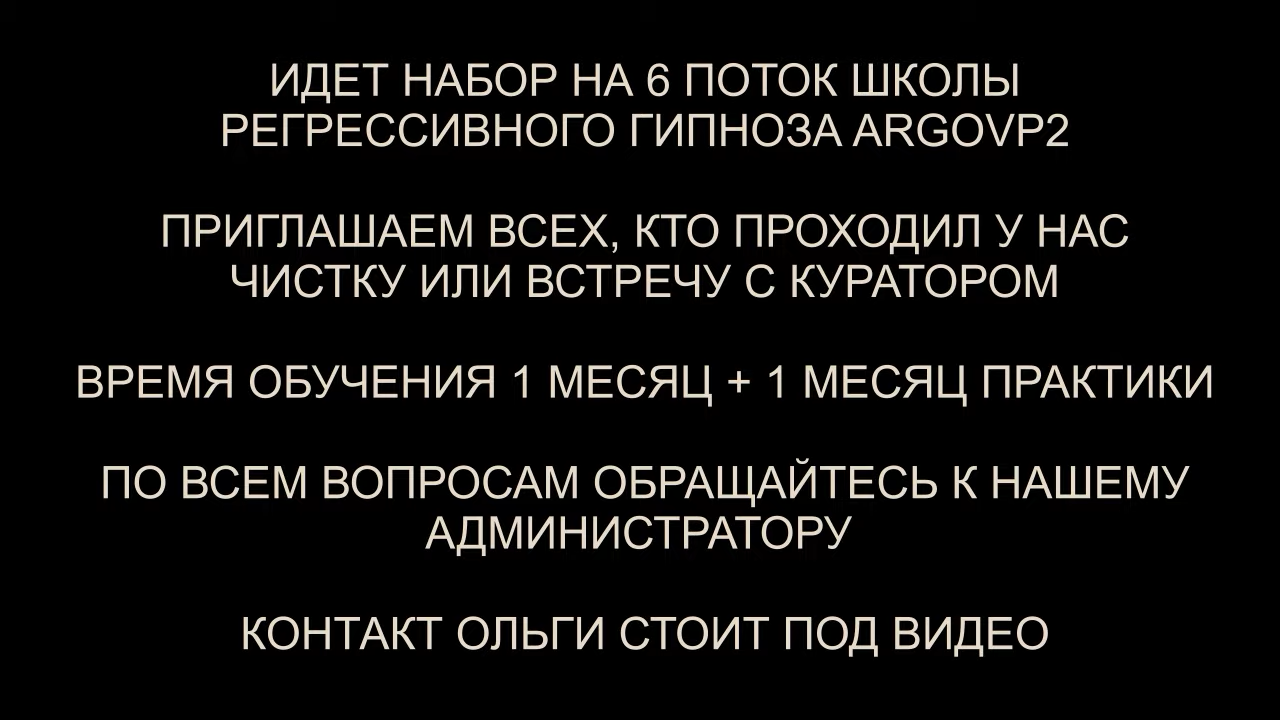 ИДЕТ НАБОР НА 6 ПОТОК ШКОЛЫ
РЕГРЕССИВНОГО ГИПНОЗА ARGOVP2
ПРИГЛАШАЕМ ВСЕХ, КТО ПРОХОДИЛ У НАС
ЧИСТКУ ИЛИ ВСТРЕЧУ С КУРАТОРОМ
ВРЕМЯ ОБУЧЕНИЯ 1 МЕСЯЦ + 1 МЕСЯЦ ПРАКТИКИ
ПО ВСЕМ ВОПРОСАМ ОБРАЩАЙТЕСЬ К НАШЕМУ
АДМИНИСТРАТОРУ
КОНТАКТ ОЛЬГИ СТОИТ ПОД ВИДЕО